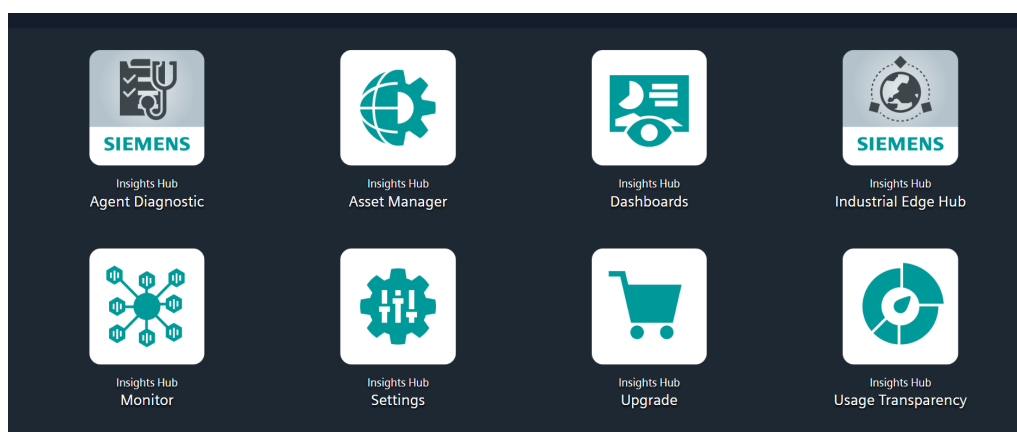 SIEMENS
Insights Hub
Agent Diagnostic
Insights Hub
Asset Manager
Insights Hub
Dashboards
SIEMENS
Insights Hub
Industrial Edge Hub
Insights Hub
Monitor
Insights Hub
Settings
Insights Hub
Upgrade
Insights Hub
Usage Transparency